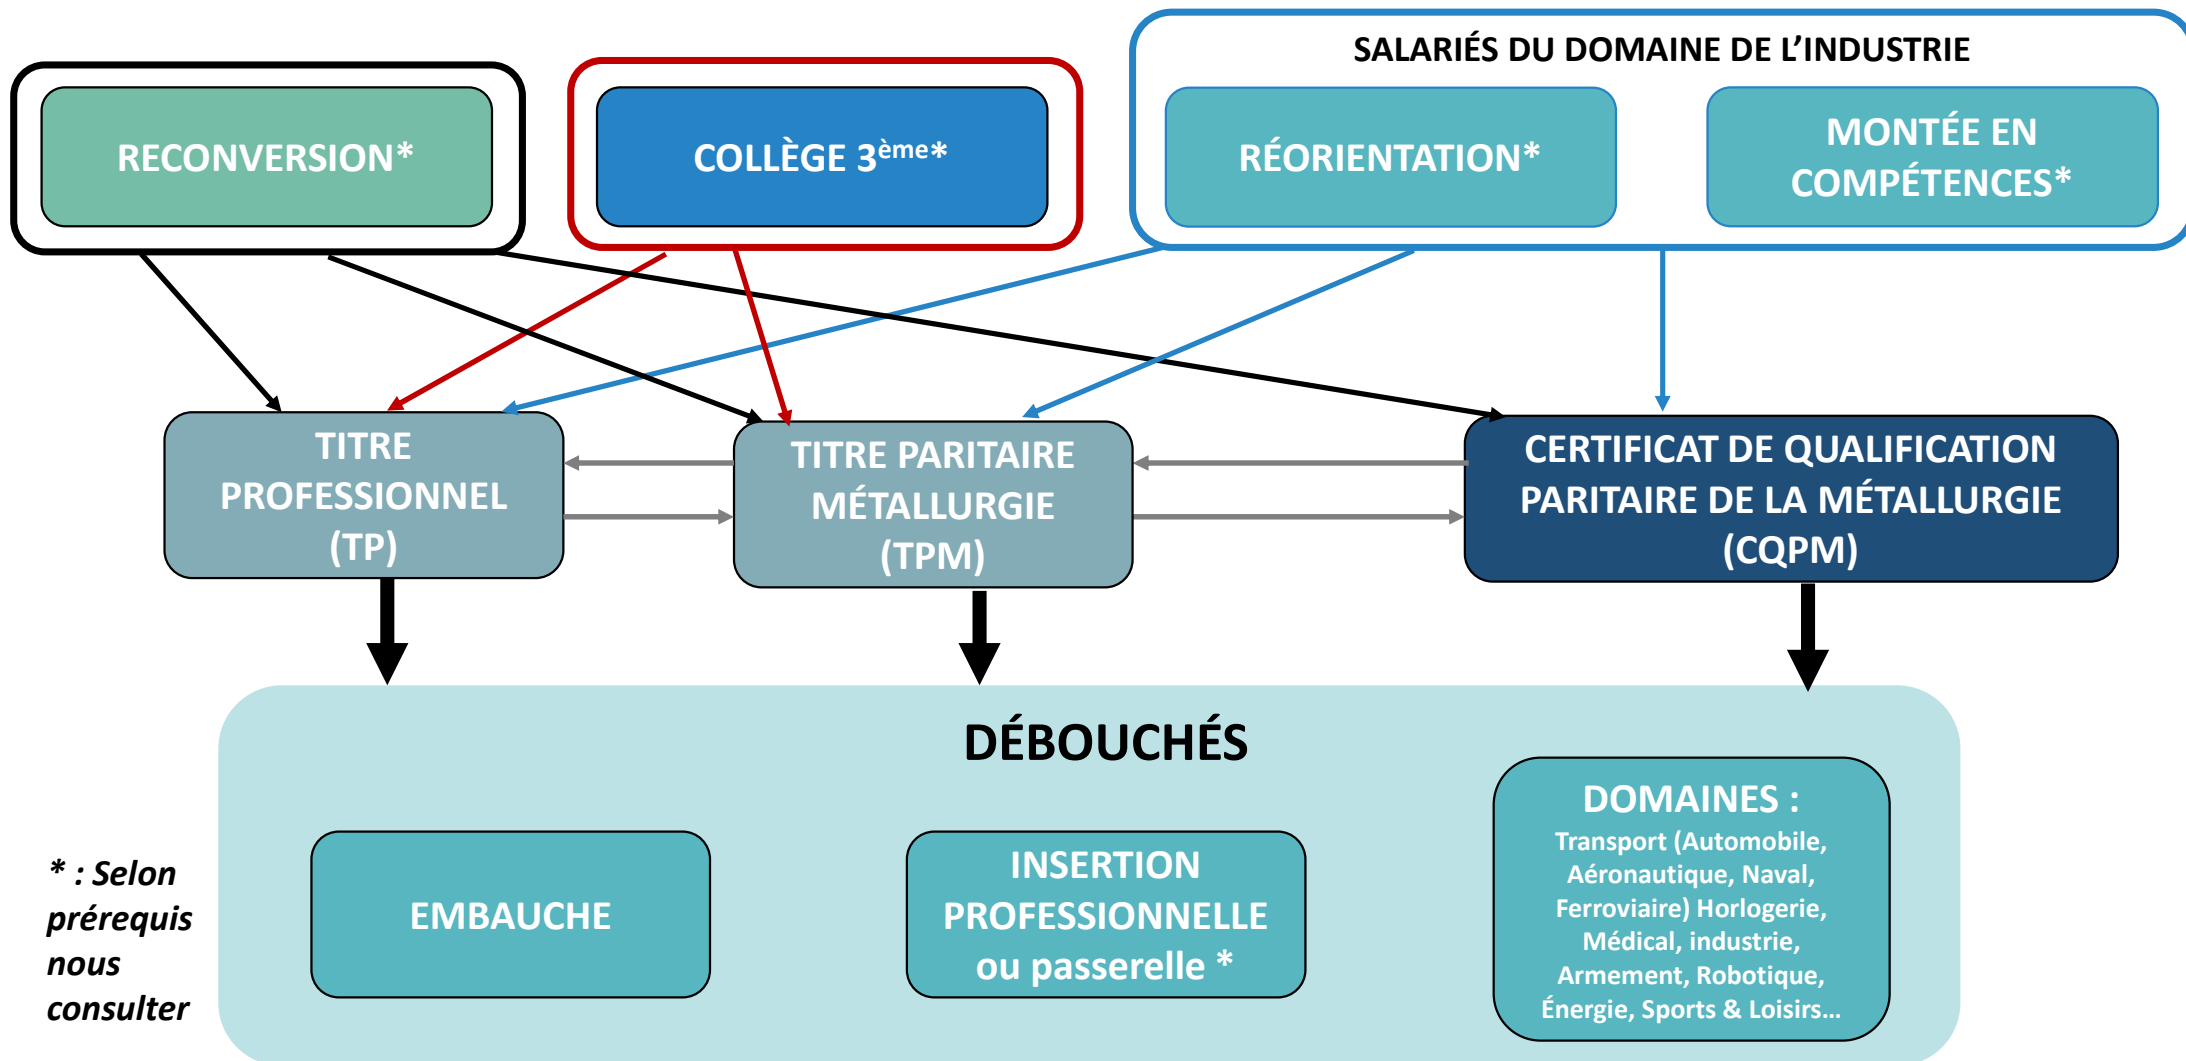 SALARIÉS DU DOMAINE DE L’INDUSTRIE
RECONVERSION*
COLLÈGE 3ème*
RÉORIENTATION*
MONTÉE EN
COMPÉTENCES*
TITRE
PROFESSIONNEL
(TP)
TITRE PARITAIRE
MÉTALLURGIE
(TPM)
CERTIFICAT DE QUALIFICATION
PARITAIRE DE LA MÉTALLURGIE
(CQPM)
DÉBOUCHÉS
* : Selon
prérequis
nous
consulter
EMBAUCHE
INSERTION
PROFESSIONNELLE
ou passerelle *
DOMAINES :
Transport (Automobile,
Aéronautique, Naval,
Ferroviaire) Horlogerie,
Médical, industrie,
Armement, Robotique,
Énergie, Sports & Loisirs…